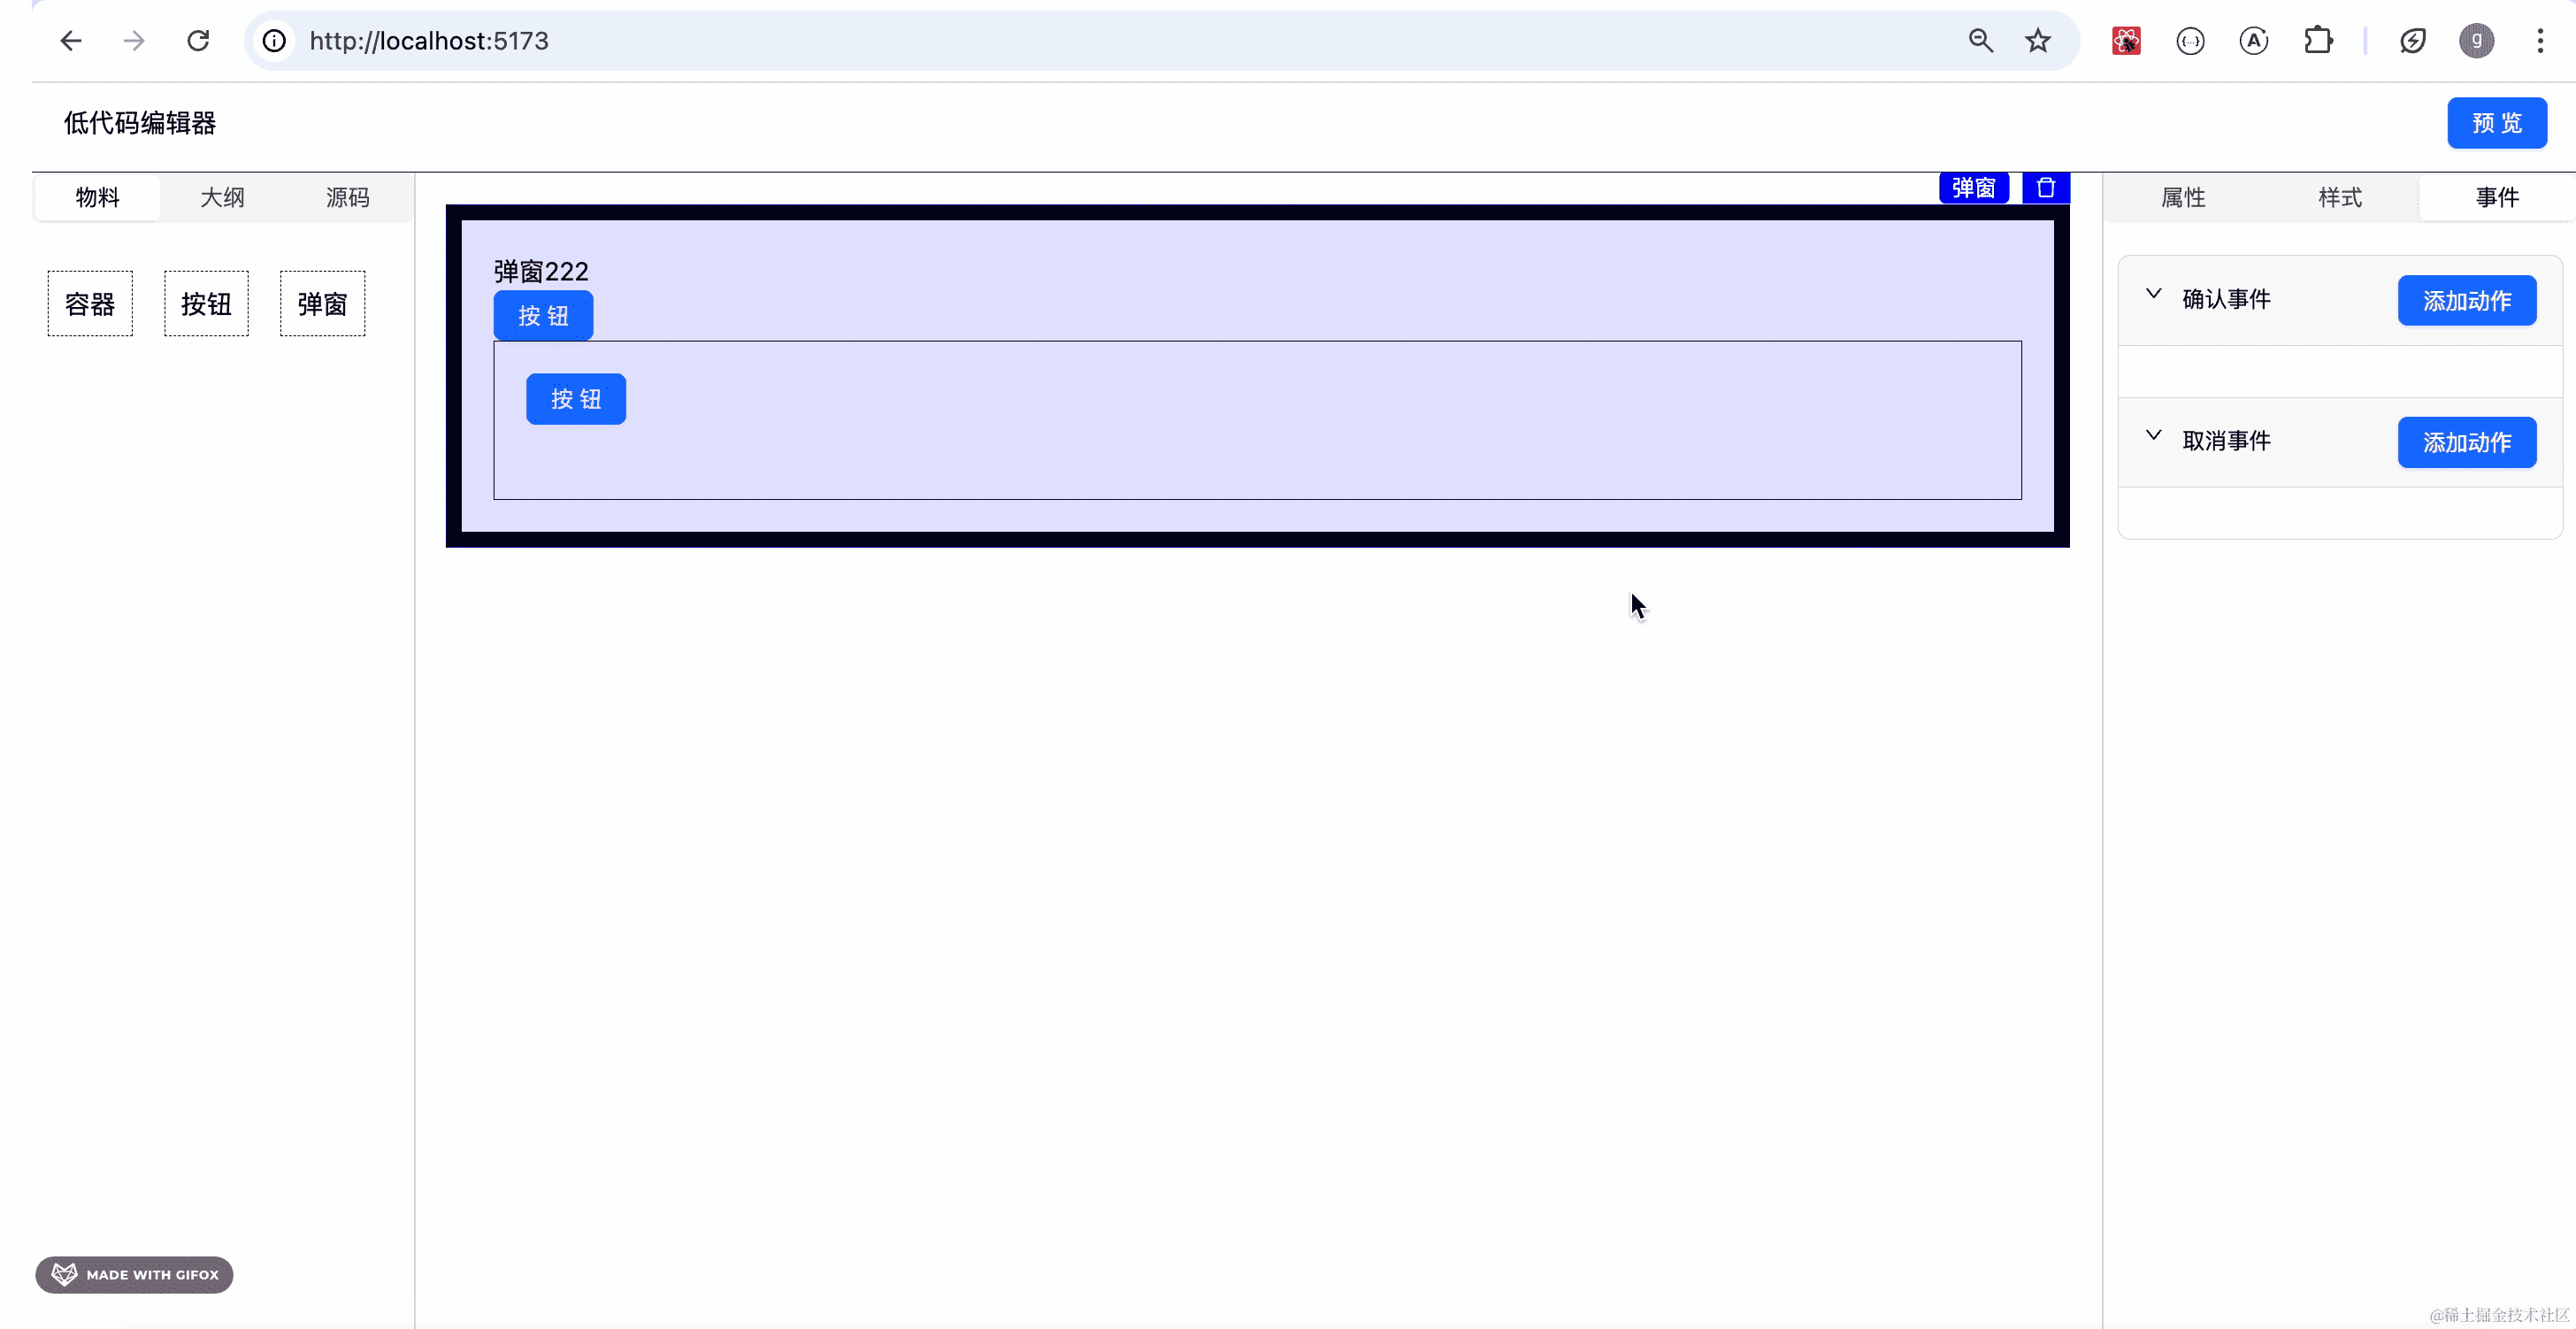 http://localhost:5173
g
低代码编辑器
预 览
物料
大纲
源码
弹窗
属性
样式
事件
容器
按钮
弹窗
弹窗222
按 钮
按 钮
确认事件
添加动作
取消事件
添加动作
MADE WITH GIFOX
@稀土掘金技术社区